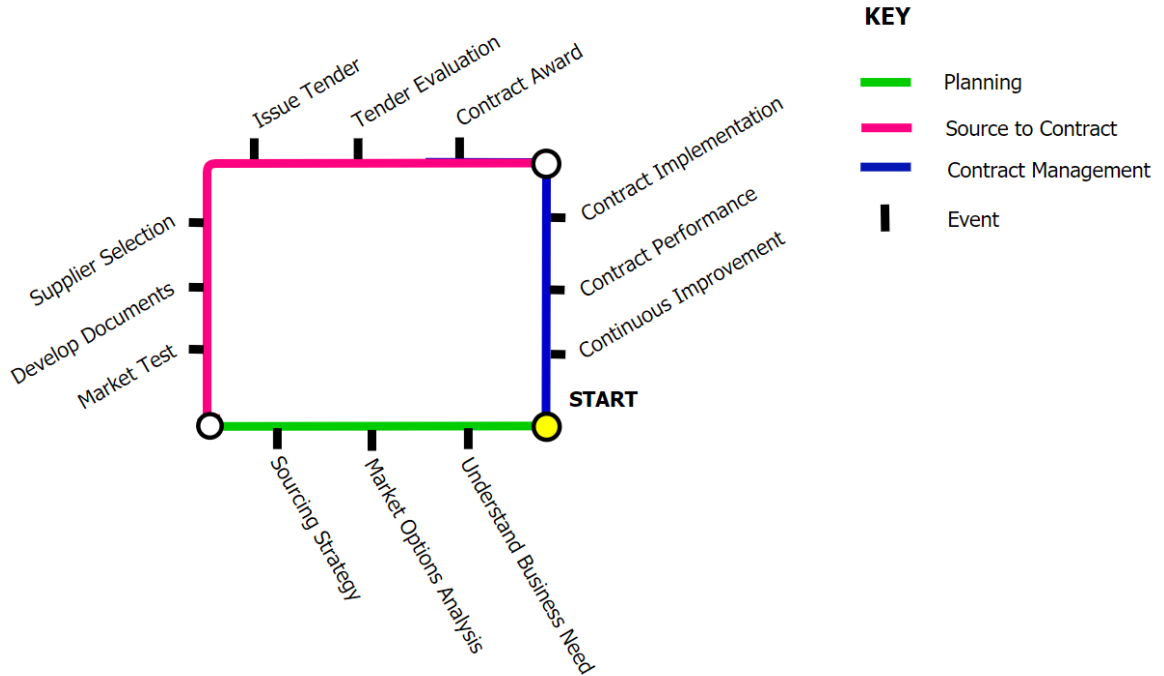 KEY
Planning
Source to Contract
Contract Management
Event
Issue Tender
Tender Evaluation
Contract Award
Contract Implementation
Contract Performance
Continuous Improvement
Supplier Selection
Develop Documents
Market Test
START
Sourcing Strategy
Market Options Analysis
Understand Business Need